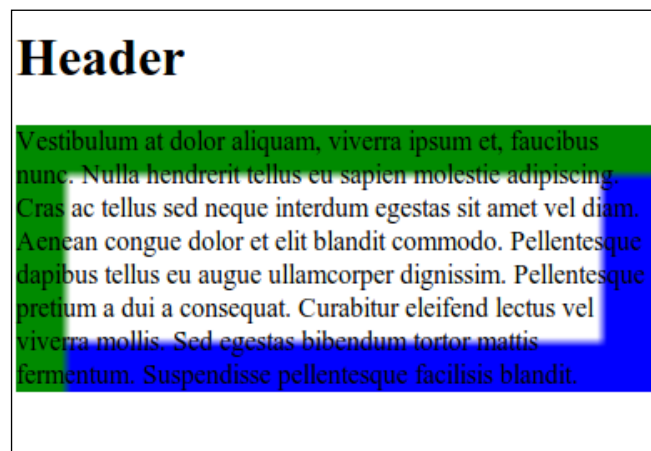 Header
Vestibulum at dolor aliquam, viverra ipsum et, faucibus
nunc. Nulla hendrerit tellus eu sapien molestie adipiscing.
Cras ac tellus sed neque interdum egestas sit amet vel diam.
Aenean congue dolor et elit blandit commodo. Pellentesque
dapibus tellus eu augue ullamcorper dignissim. Pellentesque
pretium a dui a consequat. Curabitur eleifend lectus vel
viverra mollis. Sed egestas bibendum tortor mattis
fermentum. Suspendisse pellentesque facilisis blandit.